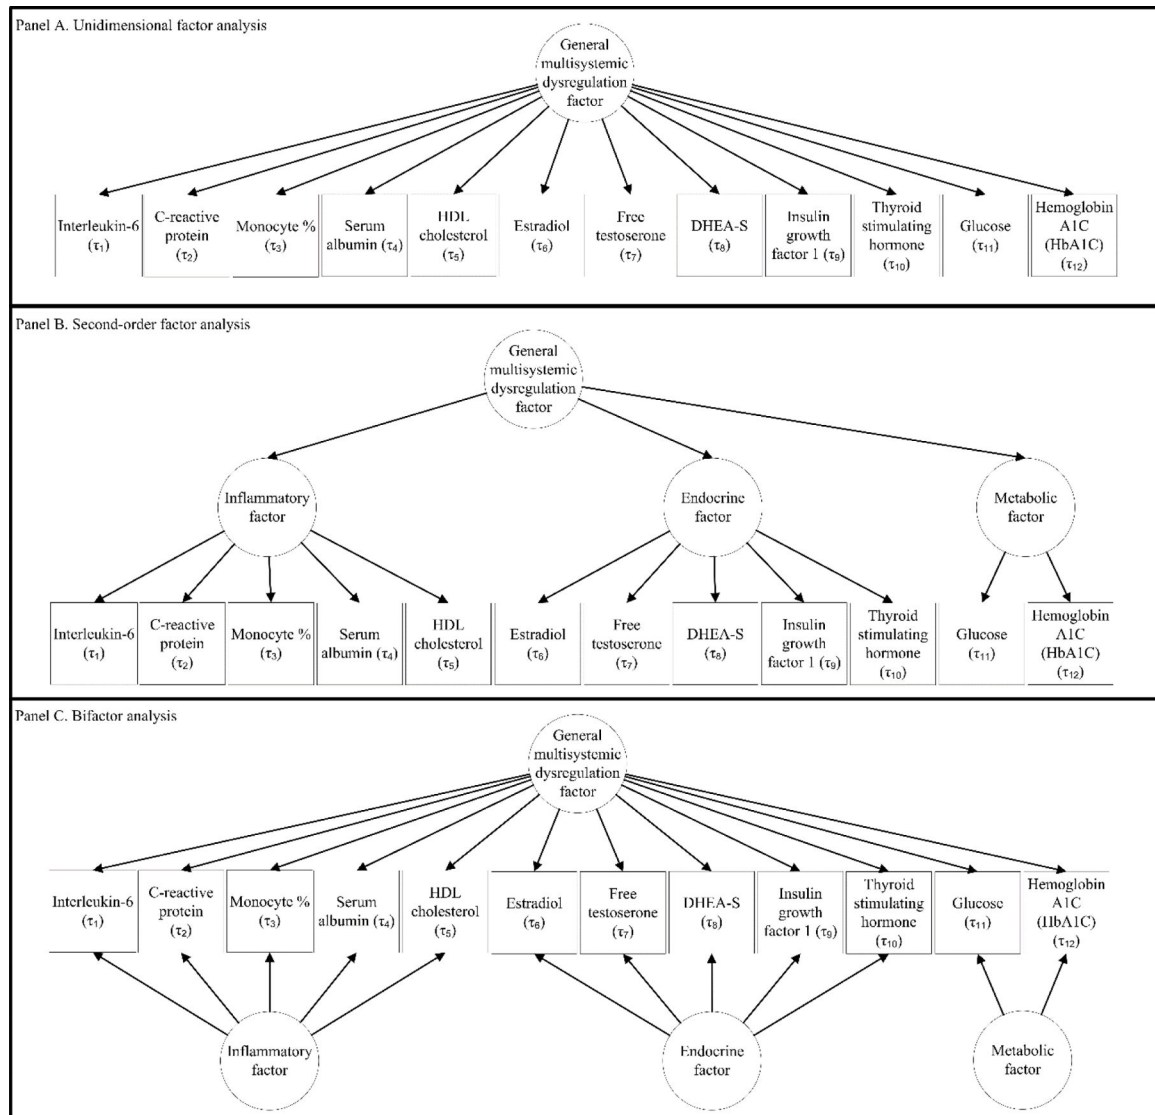 Panel A. Unidimensional factor analysis
General
multisystemic
dysregulation
factor
Interleukin-6
(τ1)
C-reactive
protein
(τ2)
Monocyte %
(τ3)
Serum
albumin (τ4)
HDL
cholesterol
(τ5)
Estradiol
(τ6)
Free
testoserone
(τ7)
DHEA-S
(τ8)
Insulin
growth
factor 1 (τ9)
Thyroid
stimulating
hormone
(τ10)
Glucose
(τ11)
Hemoglobin
A1C
(HbA1C)
(τ12)
Panel B. Second-order factor analysis
General
multisystemic
dysregulation
factor
Inflammatory
factor
Endocrine
factor
Metabolic
factor
Interleukin-6
(τ1)
C-reactive
protein
(τ2)
Monocyte %
(τ3)
Serum
albumin (τ4)
HDL
cholesterol
(τ5)
Estradiol
(τ6)
Free
testoserone
(τ7)
DHEA-S
(τ8)
Insulin
growth
factor 1 (τ9)
Thyroid
stimulating
hormone
(τ10)
Glucose
(τ11)
Hemoglobin
A1C
(HbA1C)
(τ12)
Panel C. Bifactor analysis
General
multisystemic
dysregulation
factor
Interleukin-6
(τ1)
C-reactive
protein
(τ2)
Monocyte %
(τ3)
Serum
albumin (τ4)
HDL
cholesterol
(τ5)
Estradiol
(τ6)
Free
testoserone
(τ7)
DHEA-S
(τ8)
Insulin
growth
factor 1 (τ9)
Thyroid
stimulating
hormone
(τ10)
Glucose
(τ11)
Hemoglobin
A1C
(HbA1C)
(τ12)
Inflammatory
factor
Endocrine
factor
Metabolic
factor